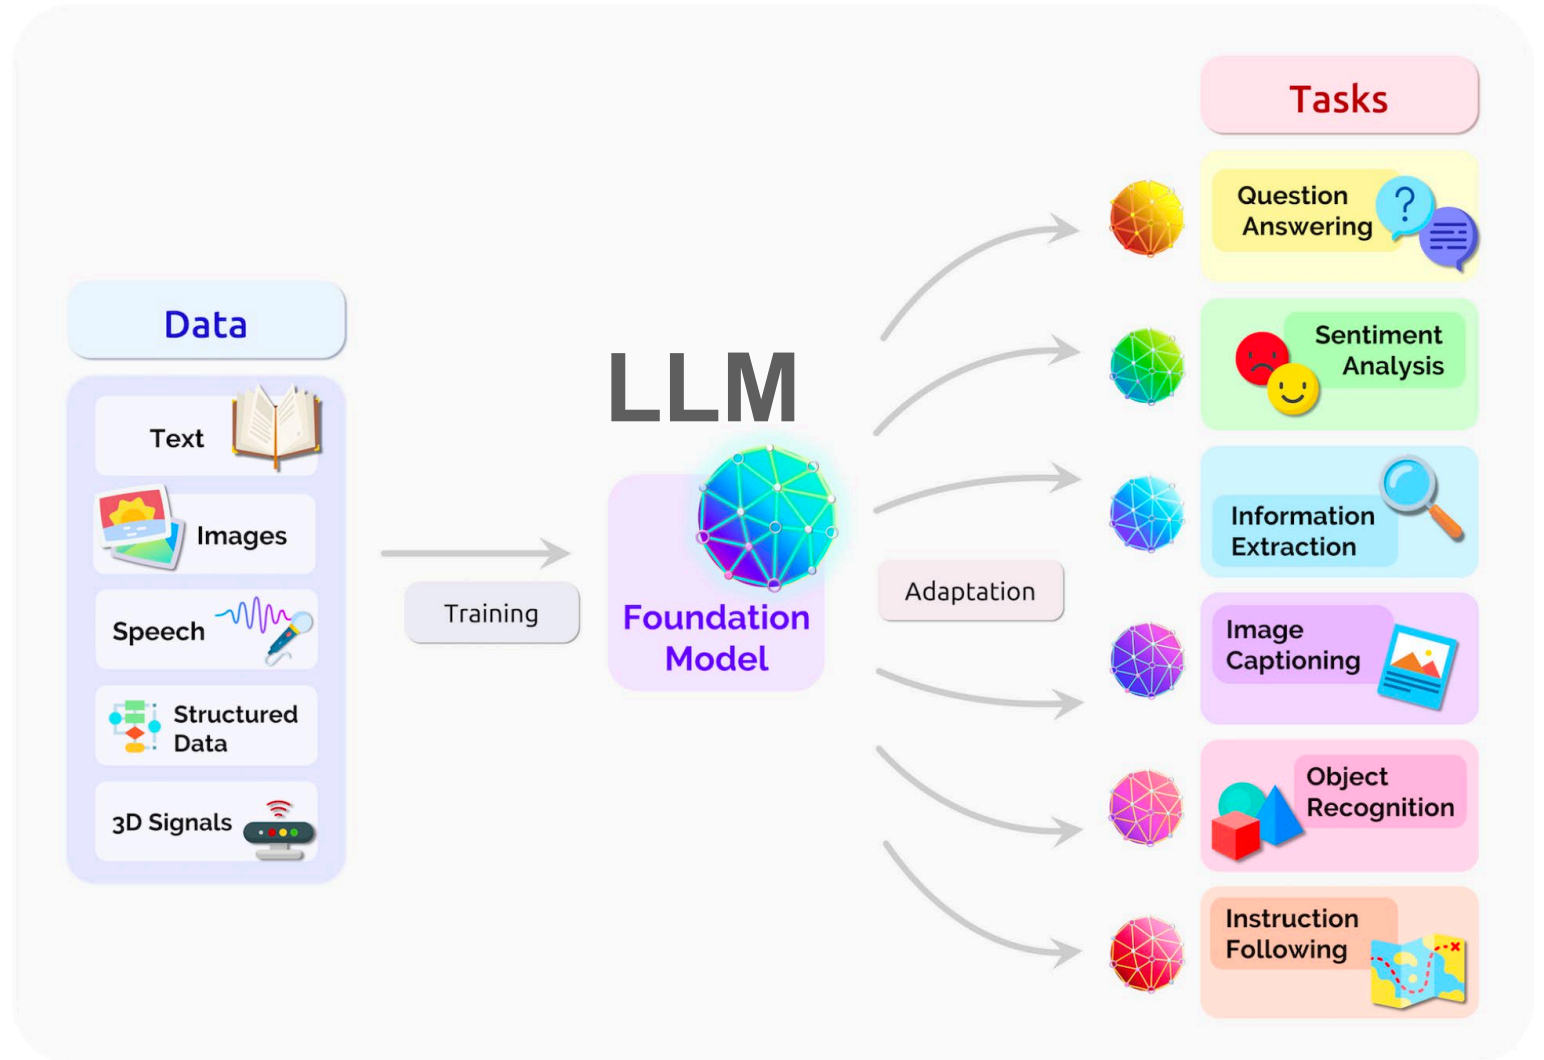 Data
Text
Images
Speech
Structured
Data
3D Signals
Training
LLM
Foundation
Model
Adaptation
Tasks
Question
Answering
?
Sentiment
Analysis
Information
Extraction
Image
Captioning
Object
Recognition
Instruction
Following